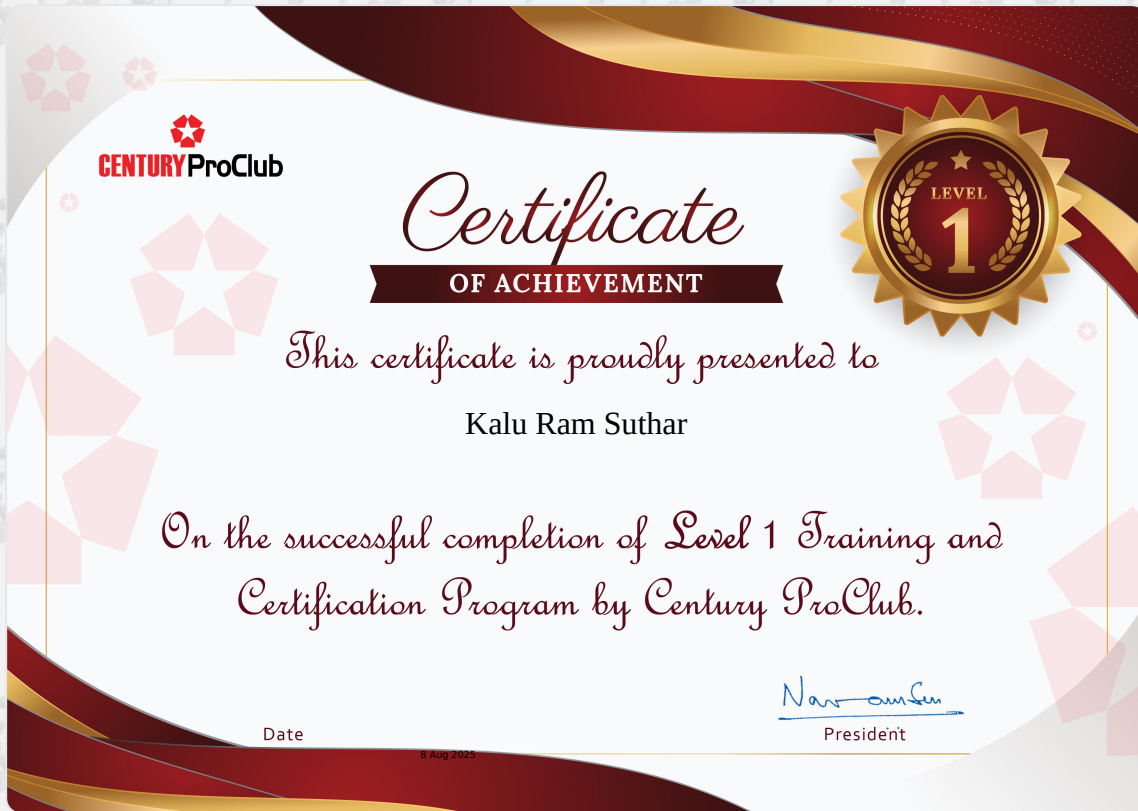 CENTURY ProClub
LEVEL
1
Certificate
OF ACHIEVEMENT
This certificate is proudly presented to
Kalu Ram Suthar
On the successful completion of Level 1 Training and
Certification Program by Century ProClub.
Date
President
8 Aug 2025